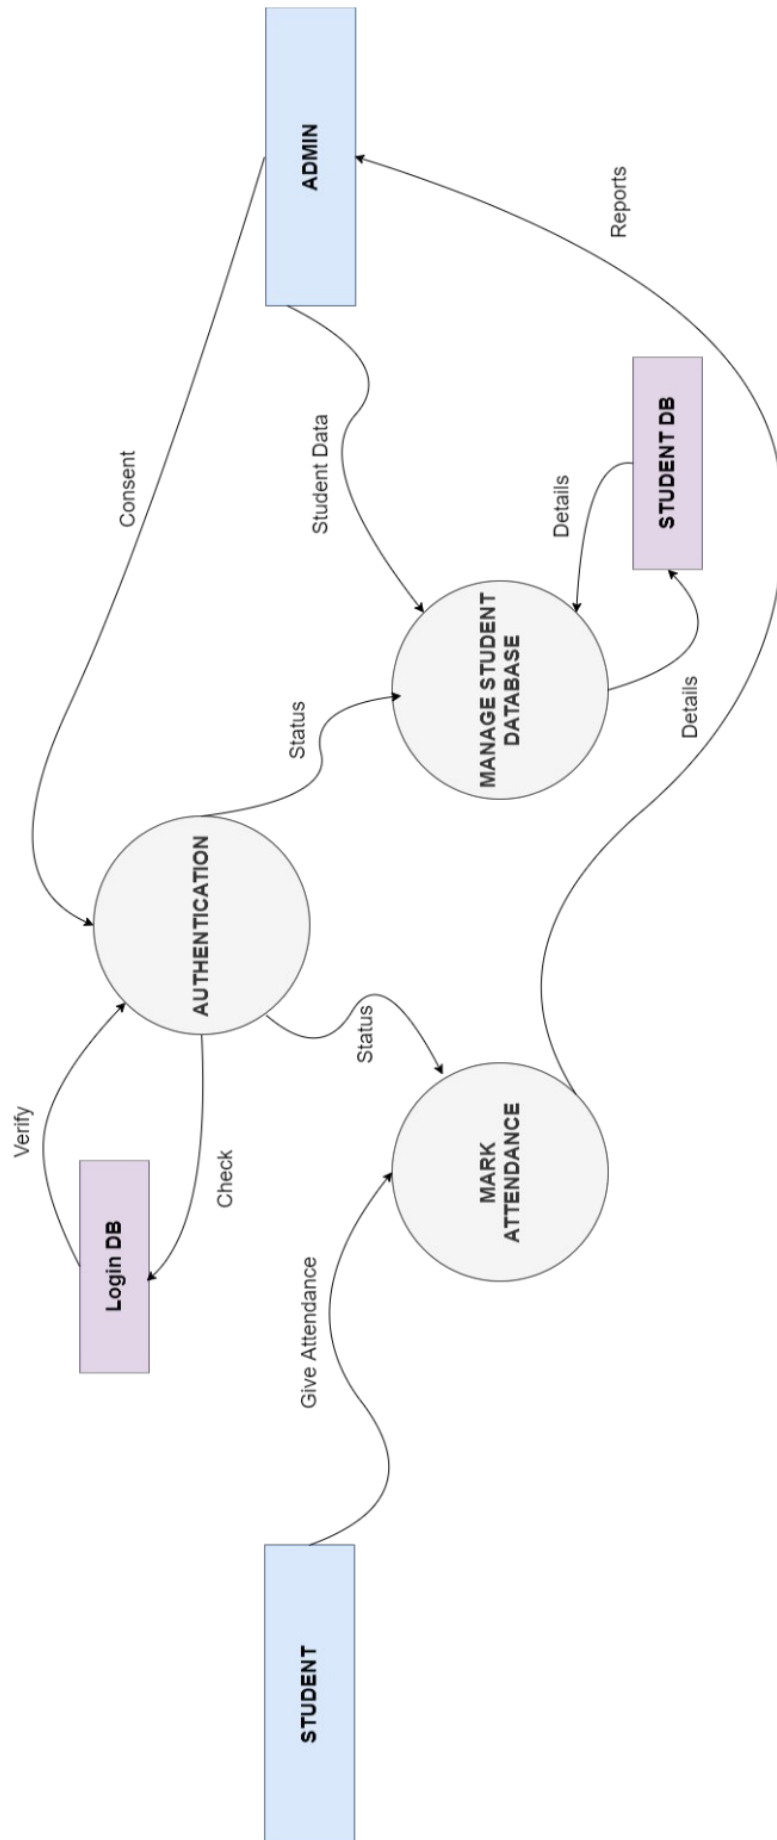 Verify
Consent
Login DB
AUTHENTICATION
Check
Status
STUDENT
Give Attendance
Status
Student Data
ADMIN
MARK
ATTENDANCE
MANAGE STUDENT
DATABASE
Details
Reports
Details
STUDENT DB